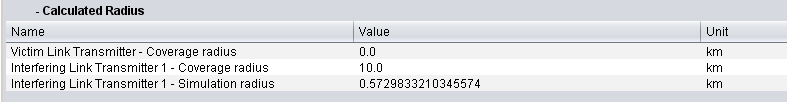 - Calculated Radius
Name Value Unit
Victim Link Transmitter - Coverage radius 0.0 km
Interfering Link Transmitter 1 - Coverage radius 10.0 km
Interfering Link Transmitter 1 - Simulation radius 0.5729833210345574 km